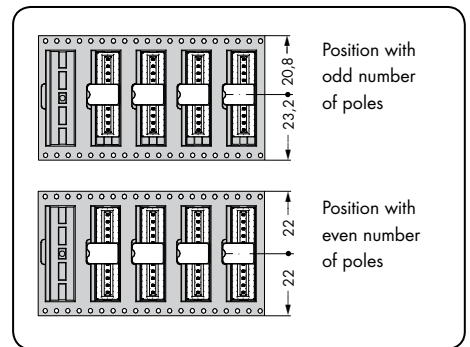 20,8
23,2
Position with
odd number
of poles
22
22
Position with
even number
of poles